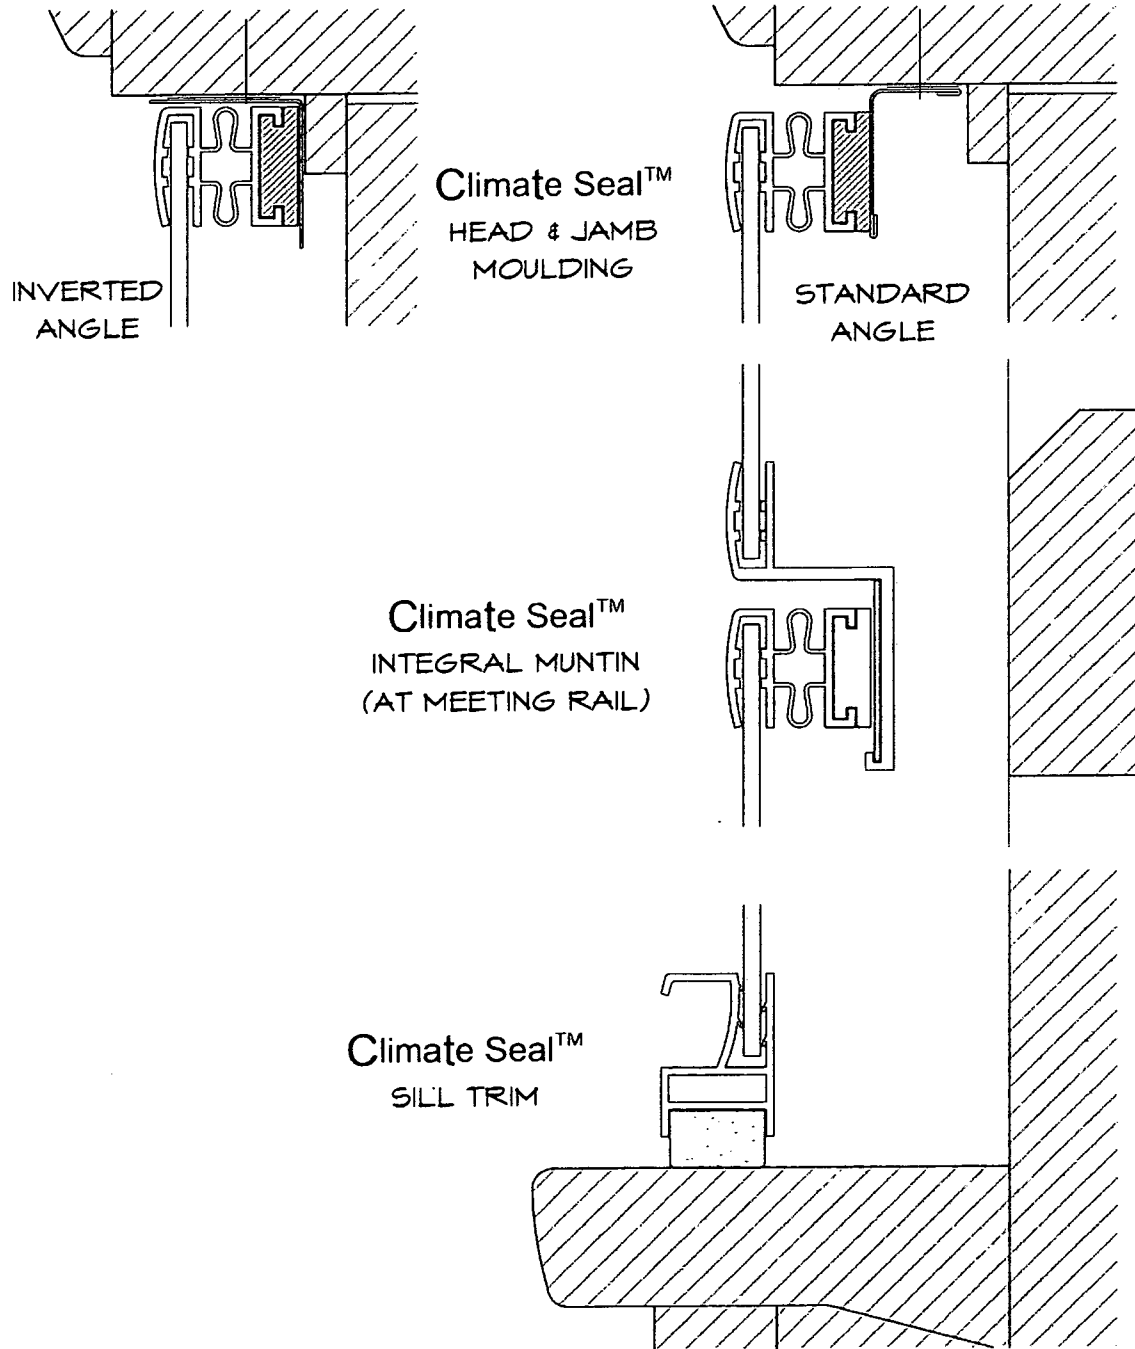 Climate Seal™
HEAD & JAMB
MOULDING
INVERTED
ANGLE
STANDARD
ANGLE
Climate Seal™
INTEGRAL MUNTIN
(AT MEETING RAIL)
Climate Seal™
SILL TRIM